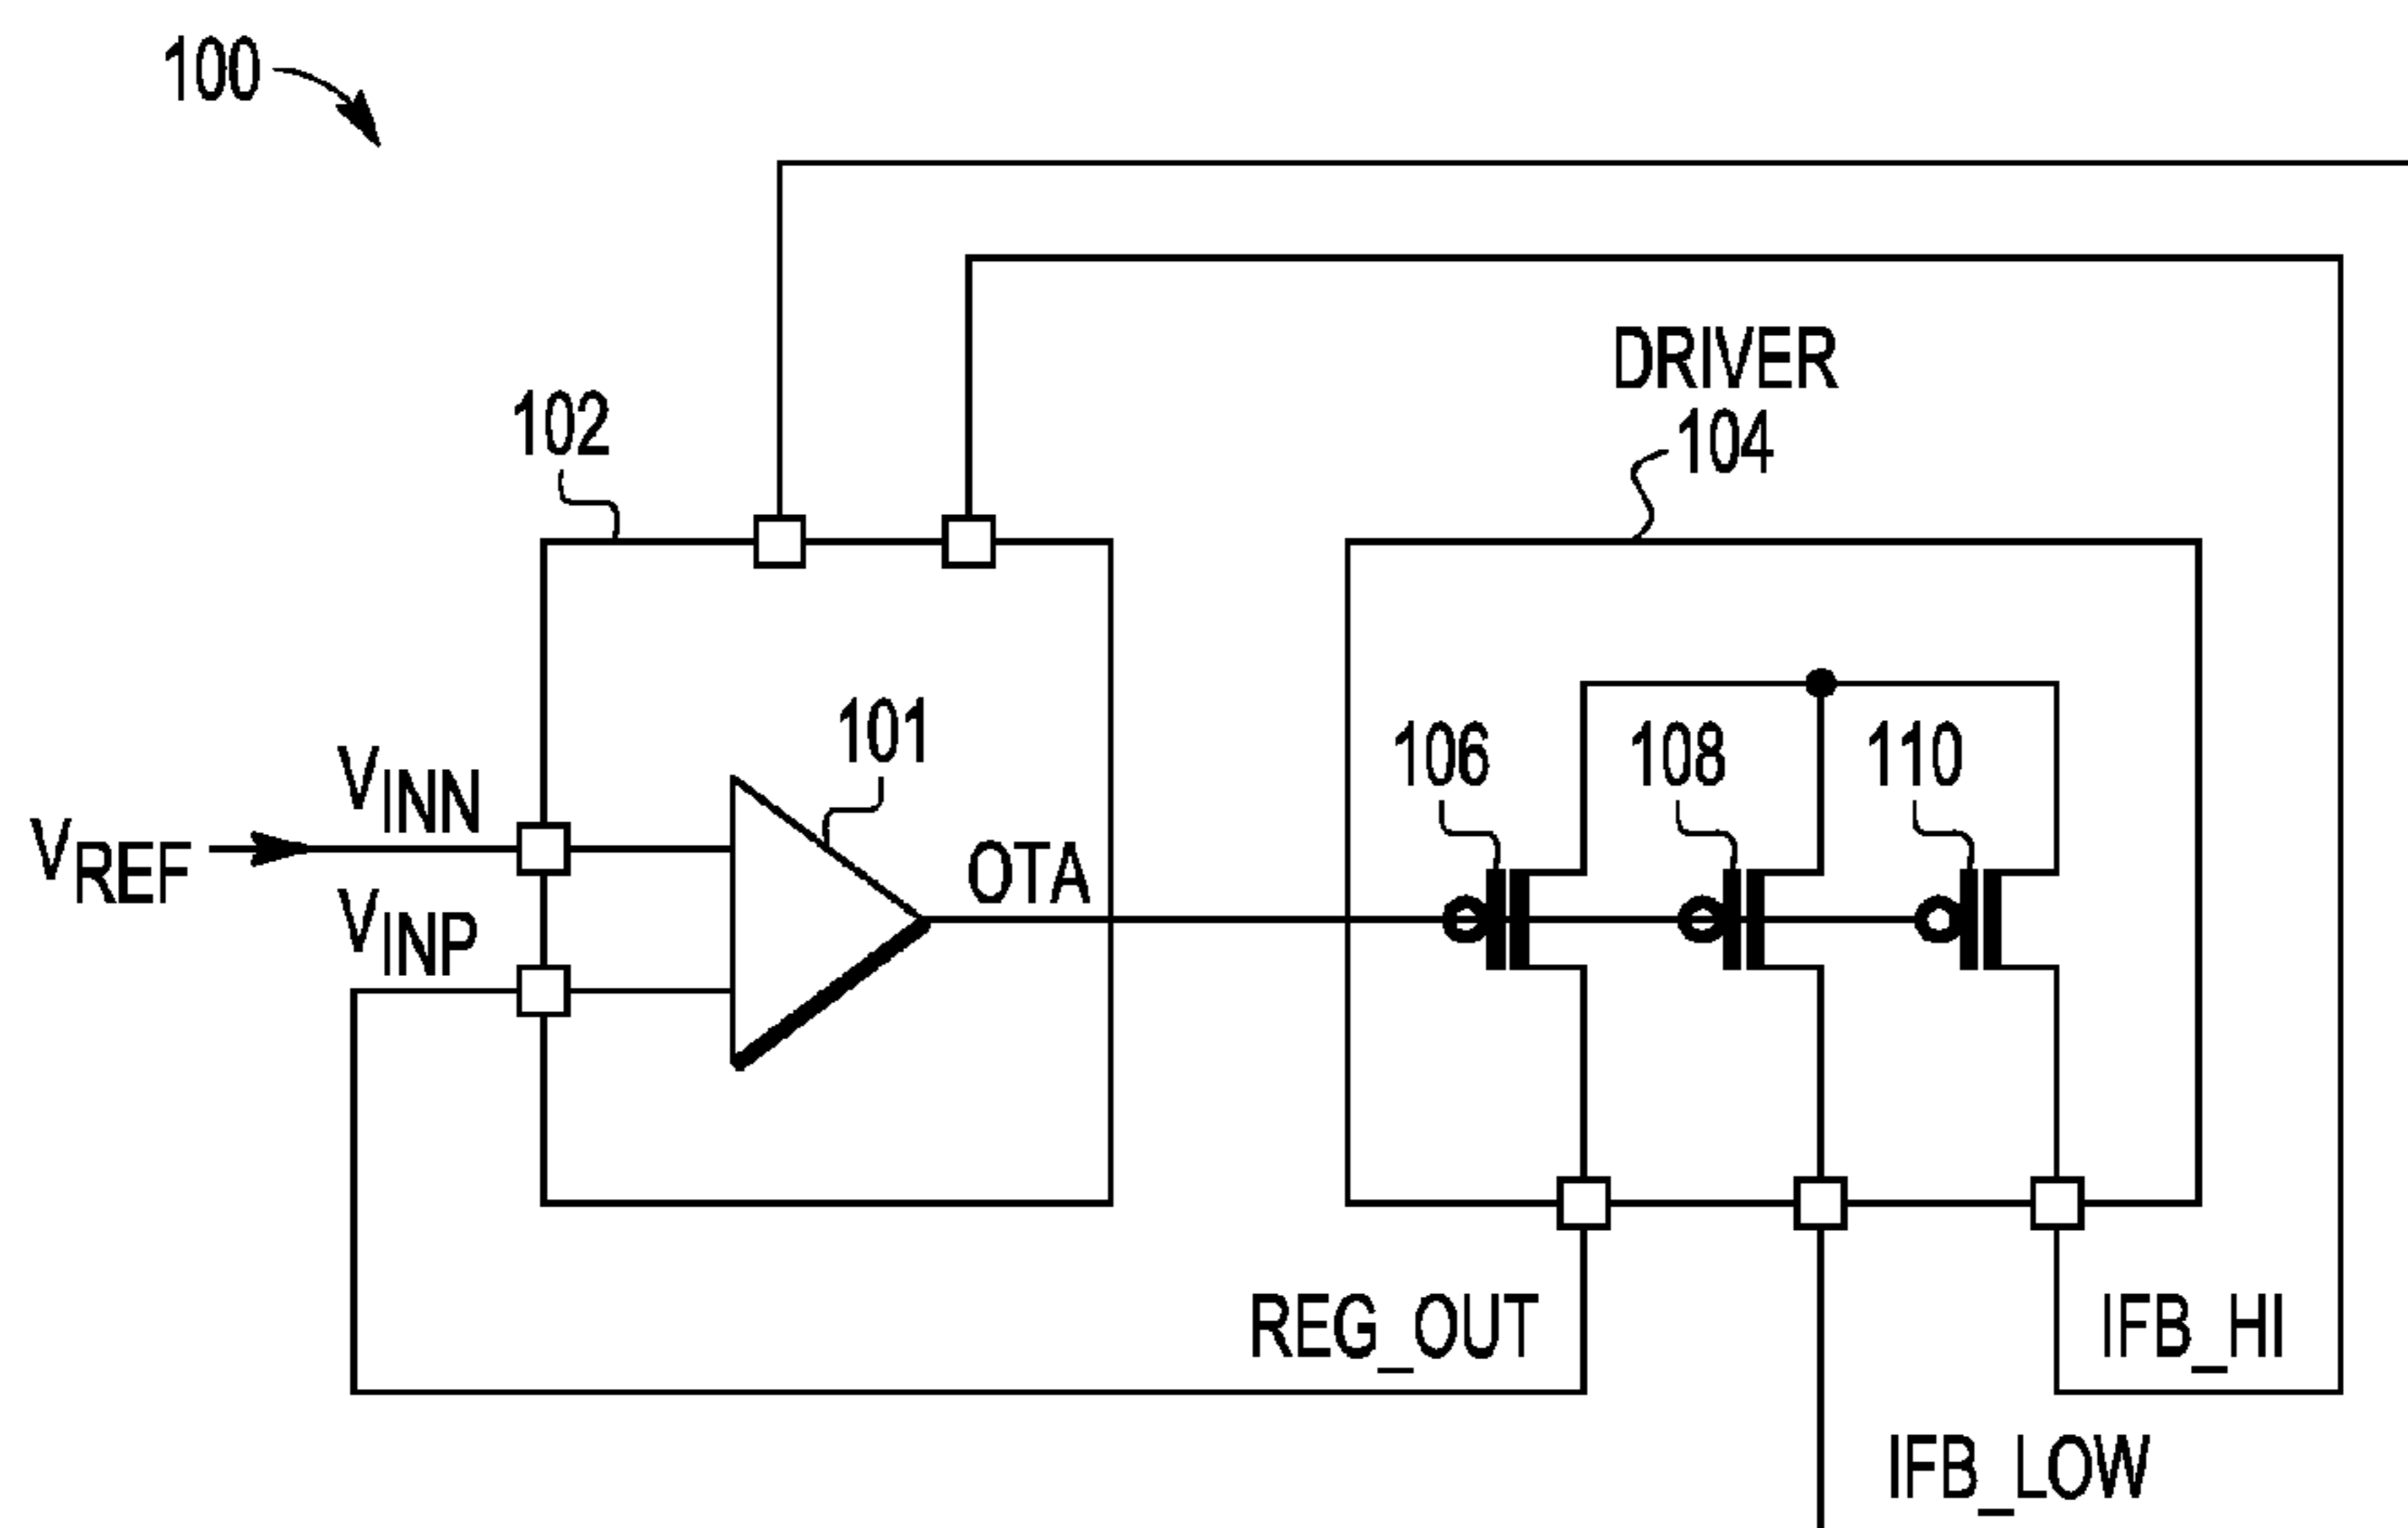 100
DRIVER
104
102
101
106
108
110
VINN
VREF
VINP
OTA
REG_OUT
IFB_HI
IFB_LOW